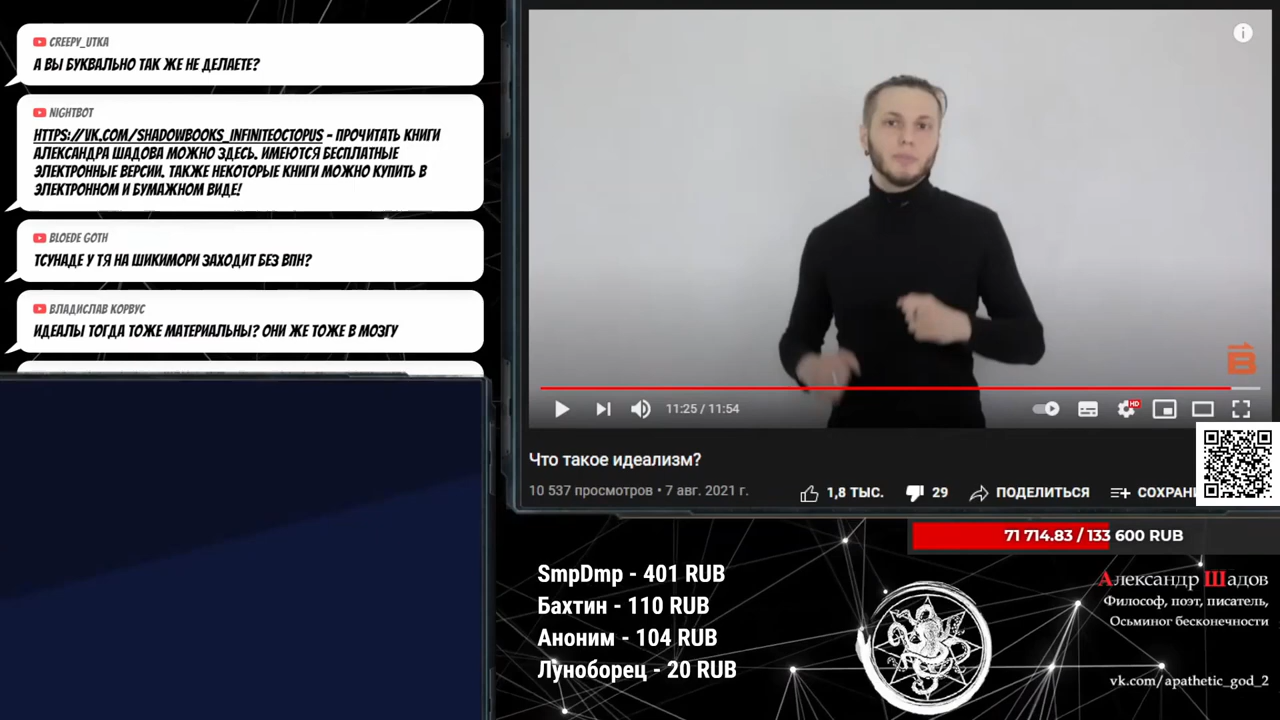 CREEPY_UTKA
А ВЫ БУКВАЛЬНО ТАК ЖЕ НЕ ДЕЛАЕТЕ?
NIGHTBOT
HTTPS://VK.COM/SHADOWBOOKS_INFINITEOCTOPUS - ПРОЧИТАТЬ КНИГИ
АЛЕКСАНДРА ШАДОВА МОЖНО ЗДЕСЬ. ИМЕЮТСЯ БЕСПЛАТНЫЕ
ЭЛЕКТРОННЫЕ ВЕРСИИ. ТАКЖЕ НЕКОТОРЫЕ КНИГИ МОЖНО КУПИТЬ В
ЭЛЕКТРОННОМ И БУМАЖНОМ ВИДЕ!
BLOEDE GOTH
ТСУНАДЕ У ТЯ НА ШИКИМОРИ ЗАХОДИТ БЕЗ ВПН?
ВЛАДИСЛАВ КОРВУС
ИДЕАЛЫ ТОГДА ТОЖЕ МАТЕРИАЛЬНЫ? ОНИ ЖЕ ТОЖЕ В МОЗГУ
11:25 / 11:54
HD
Что такое идеализм?
10 537 просмотров • 7 авг. 2021 г.
1,8 ТЫС.
29
ПОДЕЛИТЬСЯ
СОХРАНИ
71 714.83 / 133 600 RUB
SmpDmp - 401 RUB
Бахтин - 110 RUB
Аноним - 104 RUB
Луноборец - 20 RUB
Александр Шадов
Философ, поэт, писатель,
Осьминог бесконечности
vk.com/apathetic_god_2